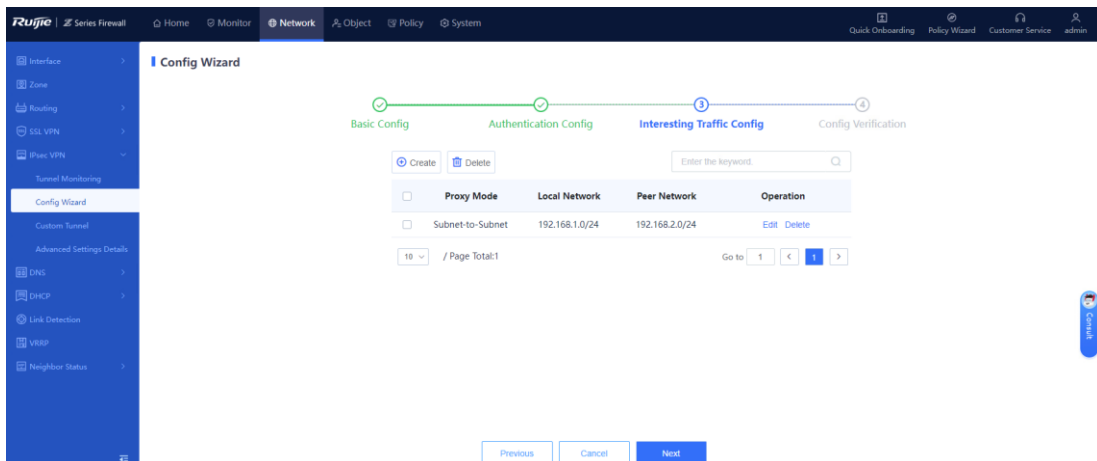 Ruijie | Z Series Firewall Home Monitor Network Object Policy System Quick Onboarding Policy Wizard Customer Service admin
Interface
Zone
Routing
SSL VPN
IPsec VPN
Tunnel Monitoring
Config Wizard
Custom Tunnel
Advanced Settings Details
DNS
DHCP
Link Detection
VRRP
Neighbor Status
Config Wizard
3 4
Basic Config Authentication Config Interesting Traffic Config Config Verification
Create Delete Enter the keyword.
Proxy Mode Local Network Peer Network Operation
Subnet-to-Subnet 192.168.1.0/24 192.168.2.0/24 Edit Delete
10 / Page Total:1 Go to 1 < 1 >
Consult
Previous Cancel Next